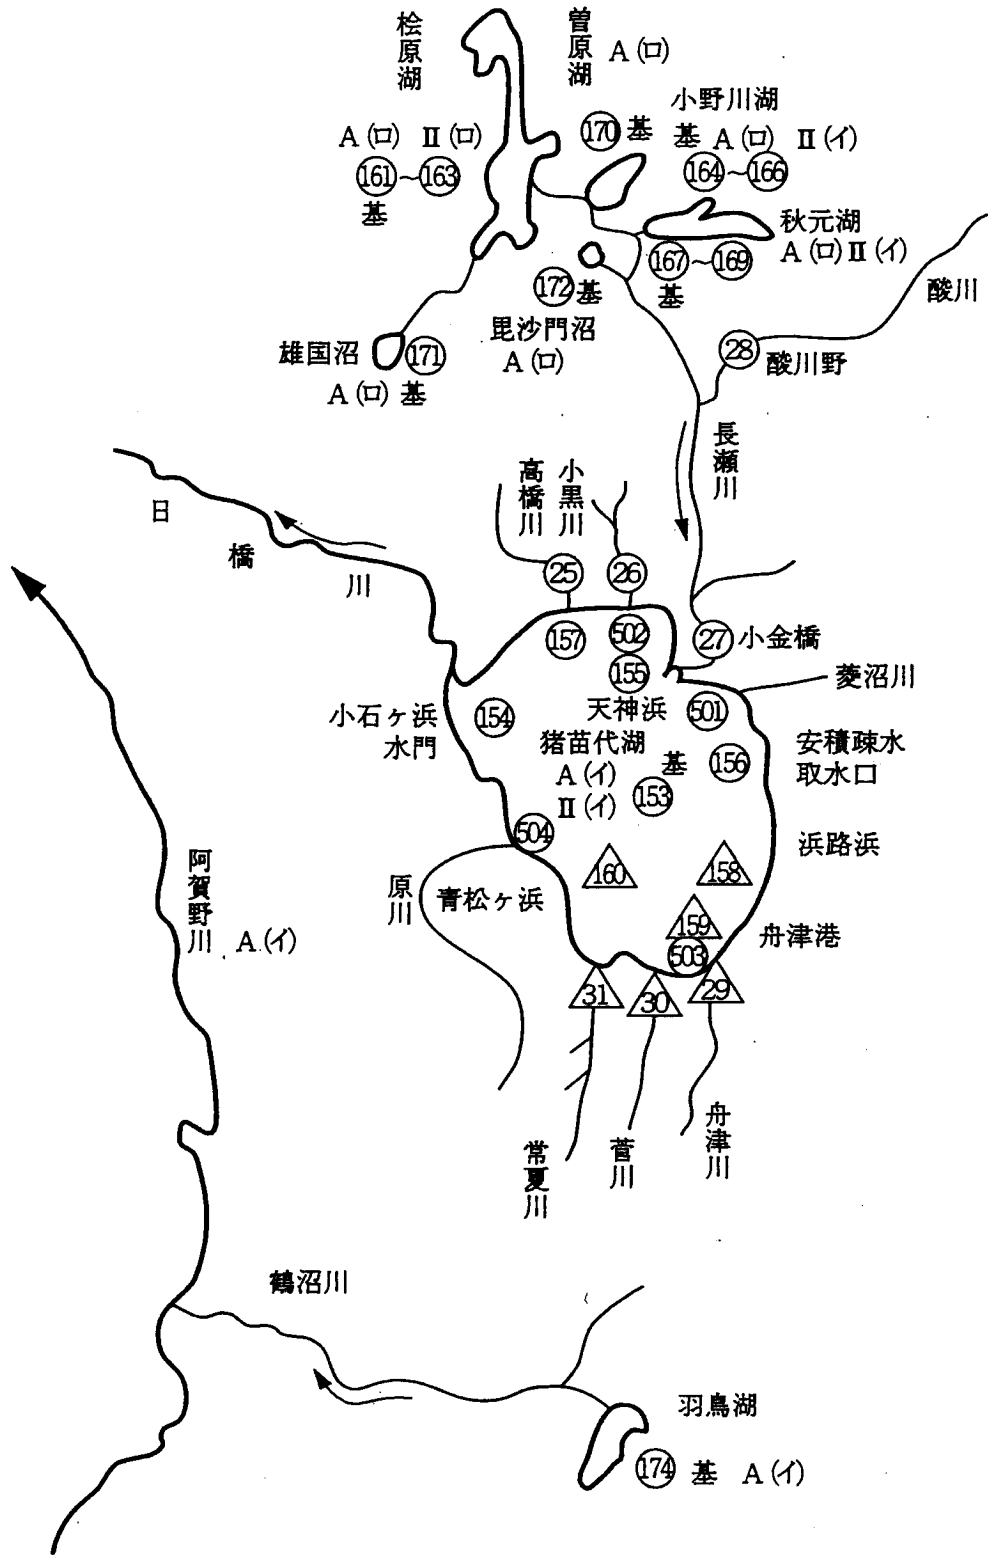 桧原湖
曽原湖
A(ロ)
小野川湖
A(ロ) II(ロ)
170 基
基 A(ロ) II(イ)
161～163
164～166
基
秋元湖
A(ロ) II(イ)
167～169
基
172 基
毘沙門沼
A(ロ)
酸川
28
酸川野
雄国沼
171
A(ロ) 基
長瀬川
高橋川
小黒川
日橋川
25
26
27 小金橋
157
502
155
菱沼川
天神浜
501
小石ヶ浜
水門
154
猪苗代湖
A(イ)
II(イ)
基
153
156
安積疎水
取水口
504
浜路浜
阿賀野川 A.(イ)
原川
青松ヶ浜
160
158
159
舟津港
503
31
30
29
常夏川
菅川
舟津川
鶴沼川
羽鳥湖
174 基 A(イ)